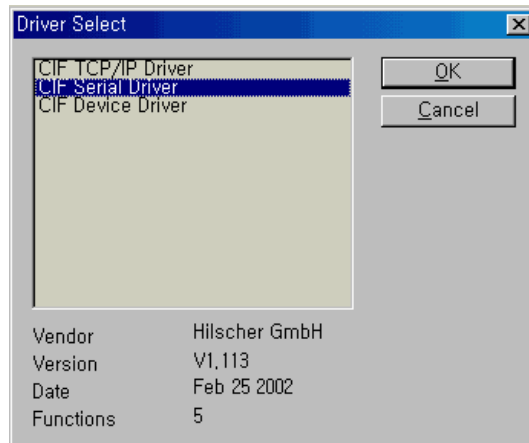 Driver Select
CIF TCP/IP Driver
CIF Serial Driver
CIF Device Driver
OK
Cancel
Vendor Hilscher GmbH
Version V1,113
Date Feb 25 2002
Functions 5